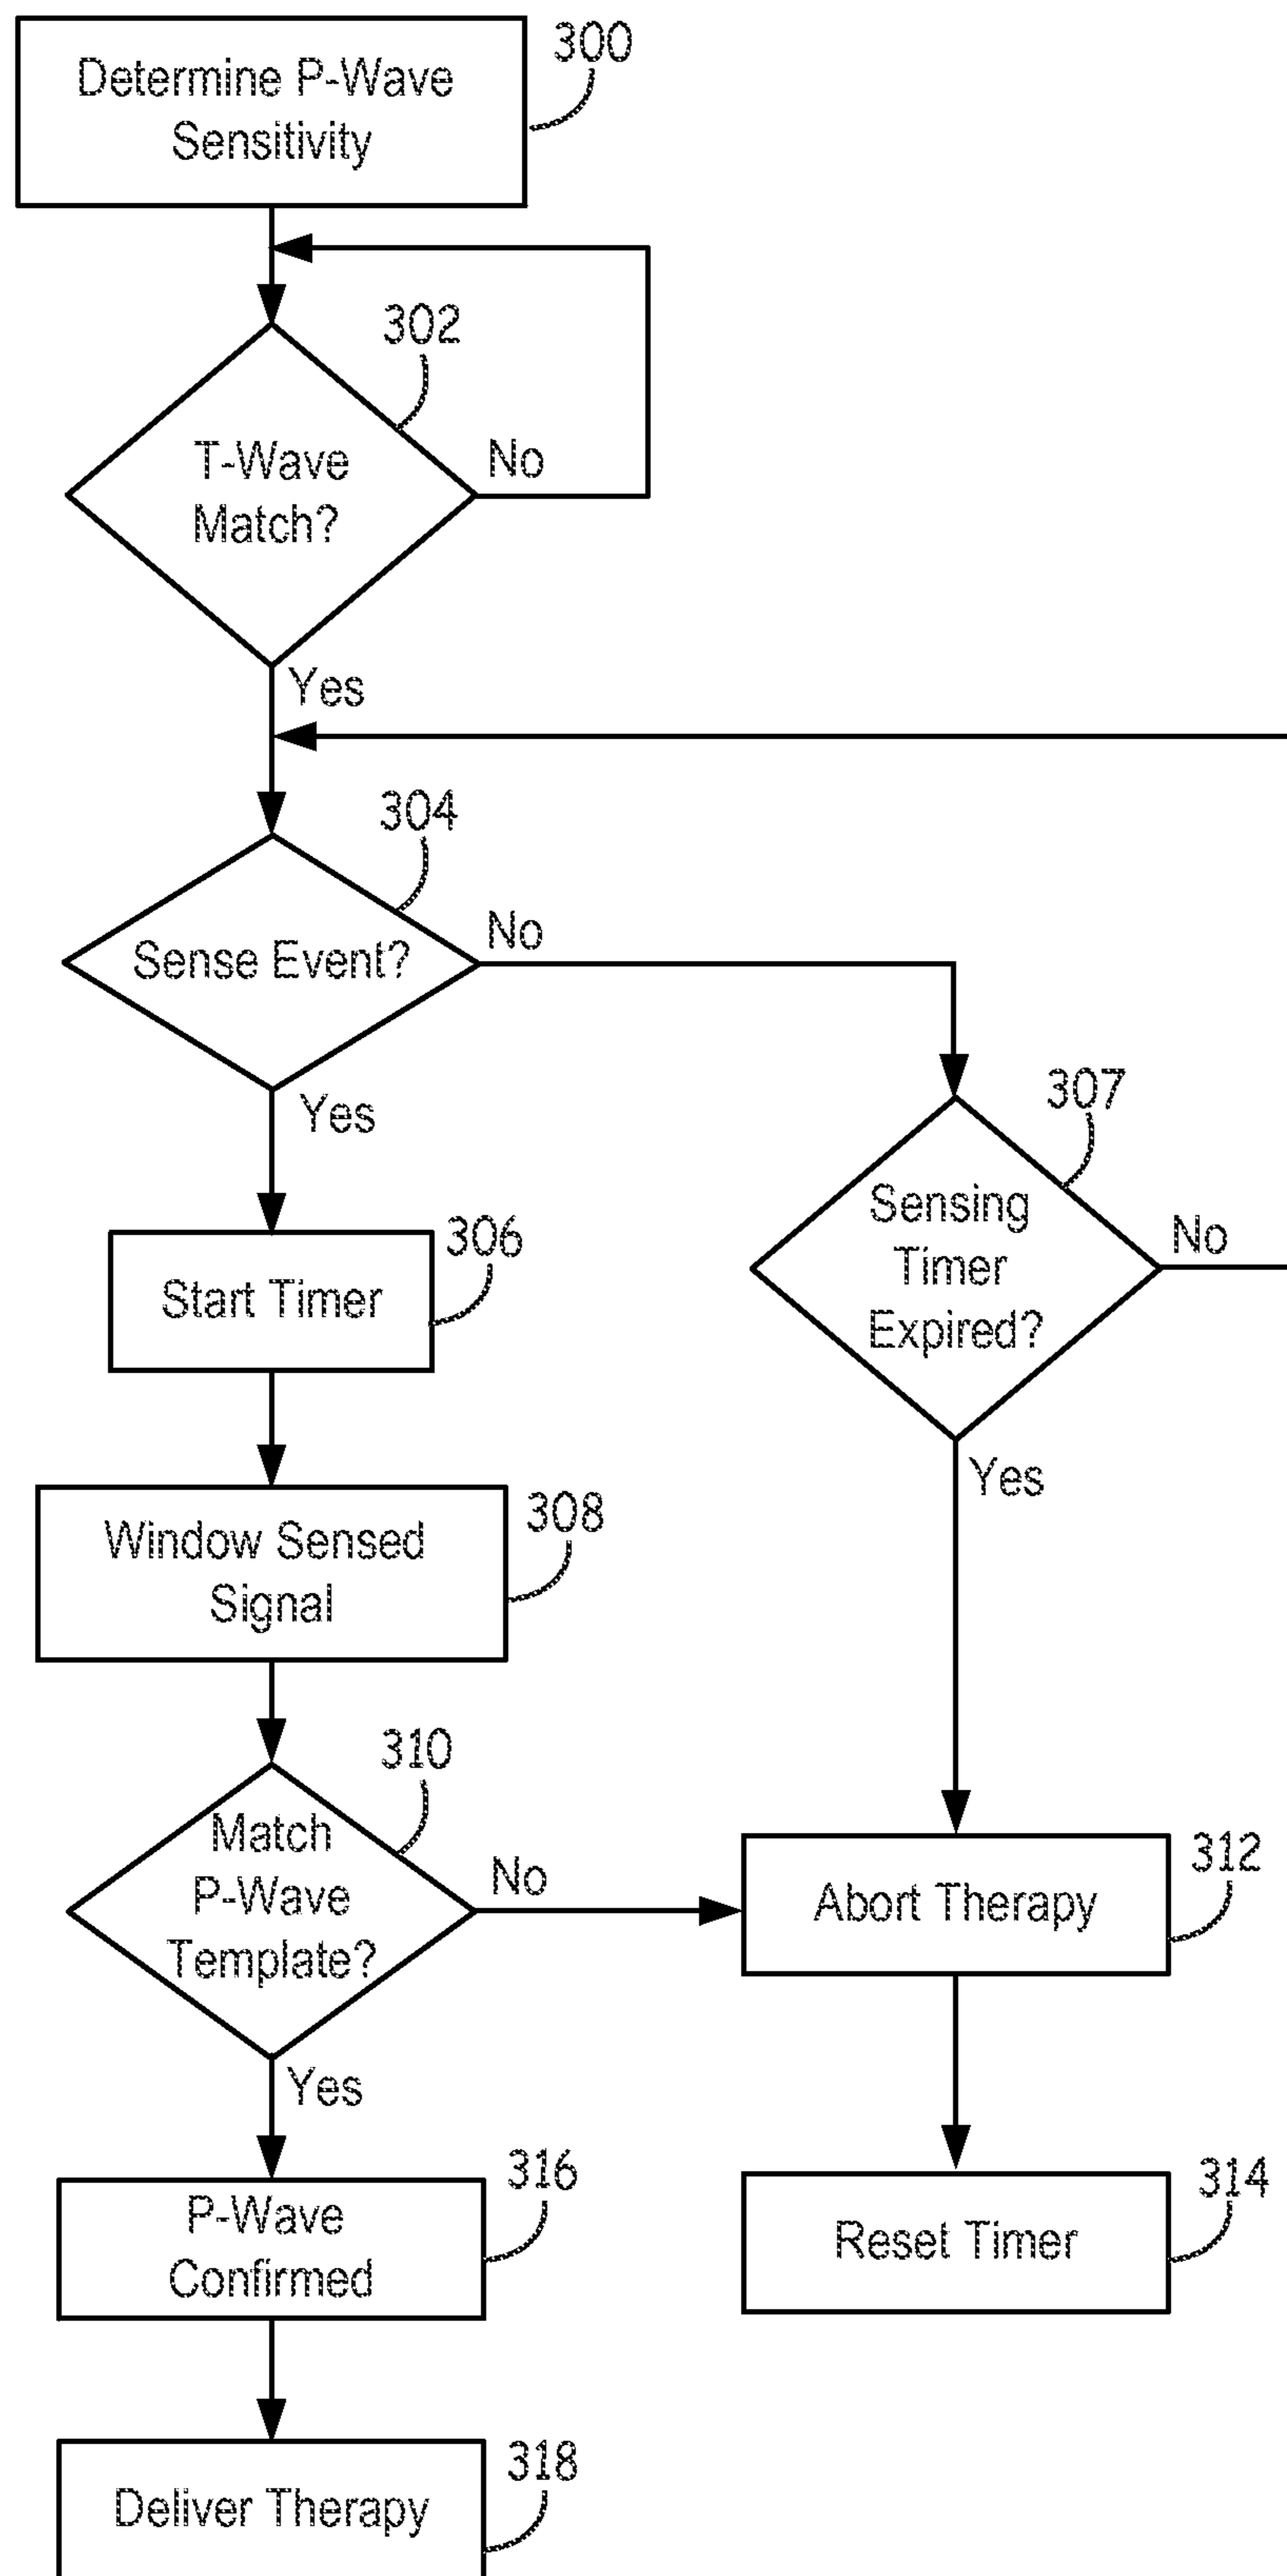 Determine P-Wave
Sensitivity
300
302
T-Wave
Match?
No
Yes
304
Sense Event?
No
Yes
307
Sensing
Timer
Expired?
No
Yes
306
Start Timer
308
Window Sensed
Signal
310
Match
P-Wave
Template?
No
Yes
312
Abort Therapy
316
P-Wave
Confirmed
314
Reset Timer
318
Deliver Therapy